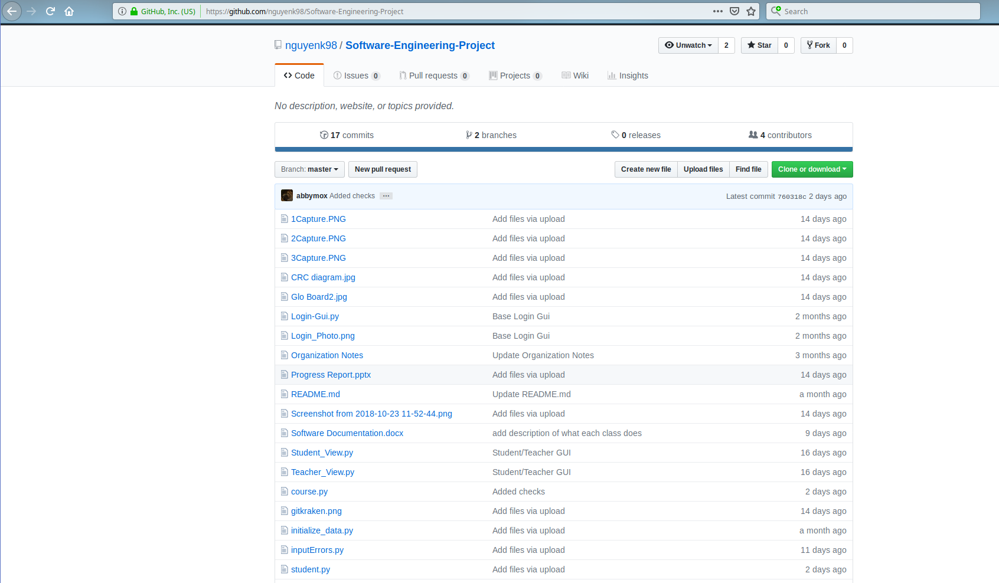 GitHub, Inc. (US) https://github.com/nguyenk98/Software-Engineering-Project Search
nguyenk98 / Software-Engineering-Project Unwatch 2 Star 0 Fork 0
Code Issues 0 Pull requests 0 Projects 0 Wiki Insights
No description, website, or topics provided.
17 commits 2 branches 0 releases 4 contributors
Branch: master New pull request Create new file Upload files Find file Clone or download
abbymox Added checks ... Latest commit 760318c 2 days ago
1Capture.PNG Add files via upload 14 days ago
2Capture.PNG Add files via upload 14 days ago
3Capture.PNG Add files via upload 14 days ago
CRC diagram.jpg Add files via upload 14 days ago
Glo Board2.jpg Add files via upload 14 days ago
Login-Gui.py Base Login Gui 2 months ago
Login_Photo.png Base Login Gui 2 months ago
Organization Notes Update Organization Notes 3 months ago
Progress Report.pptx Add files via upload 14 days ago
README.md Update README.md a month ago
Screenshot from 2018-10-23 11-52-44.png Add files via upload 14 days ago
Software Documentation.docx add description of what each class does 9 days ago
Student_View.py Student/Teacher GUI 16 days ago
Teacher_View.py Student/Teacher GUI 16 days ago
course.py Added checks 2 days ago
gitkraken.png Add files via upload 14 days ago
initialize_data.py Add files via upload a month ago
inputErrors.py Add files via upload 11 days ago
student.py Add files via upload 2 days ago